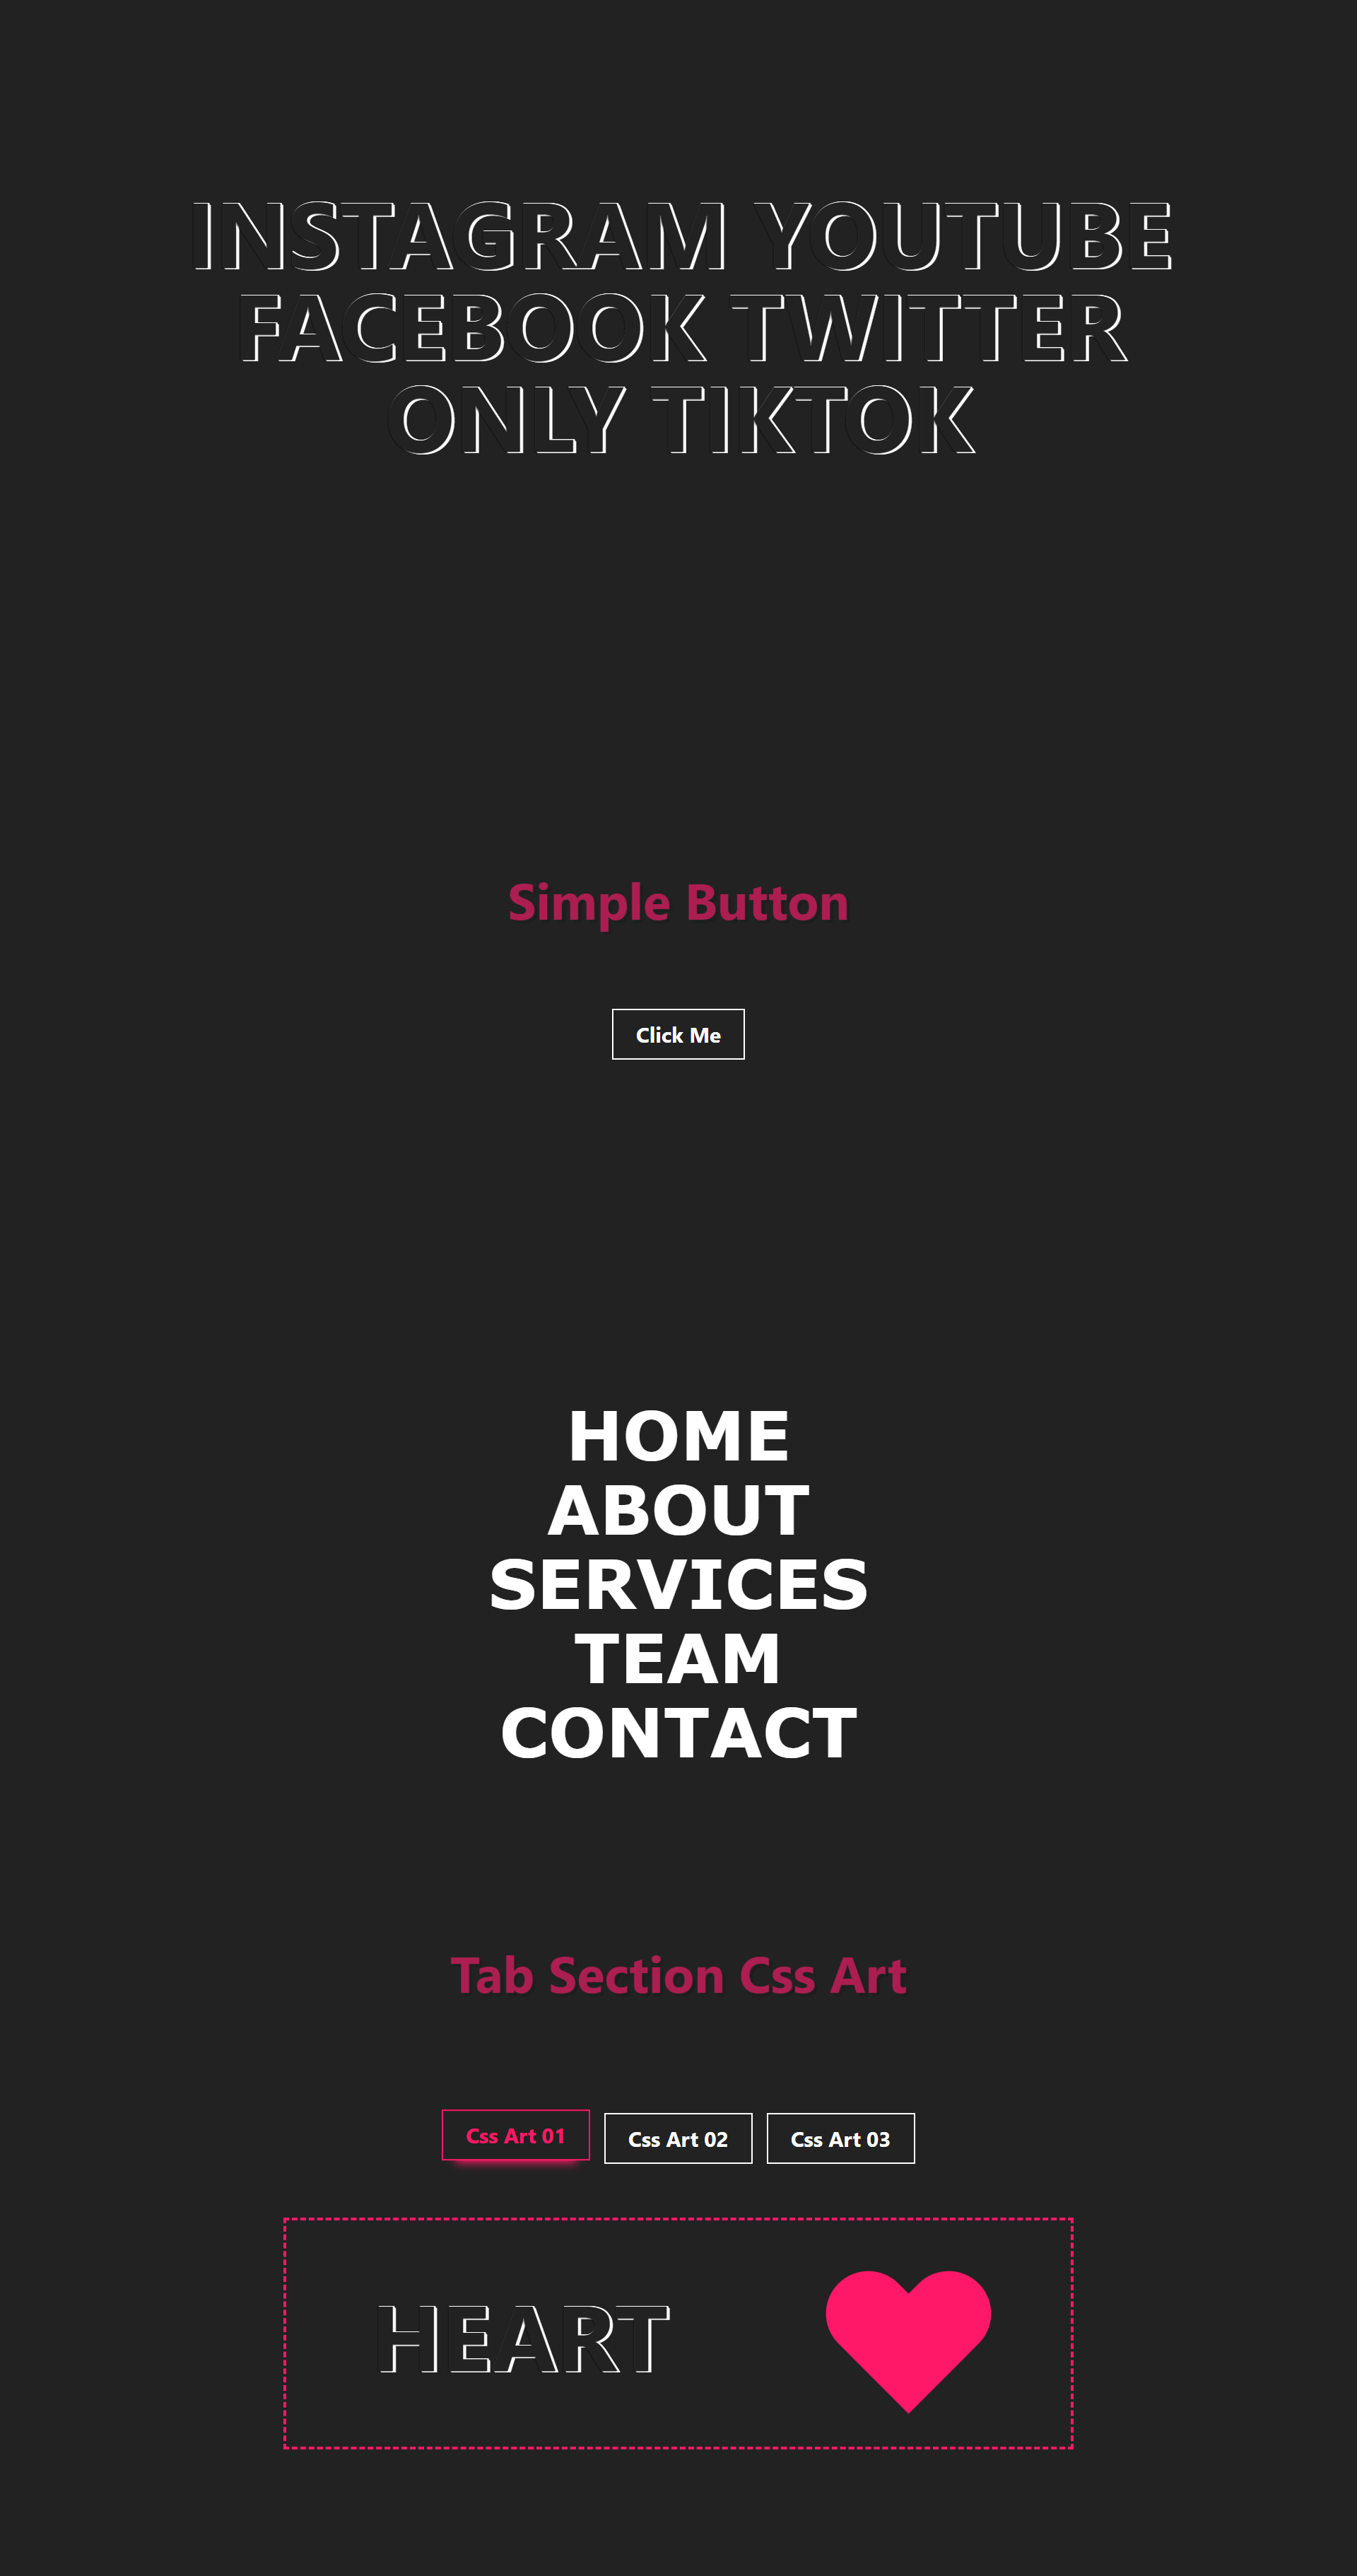 INSTAGRAM YOUTUBE
FACEBOOK TWITTER
ONLY TIKTOK
Simple Button
Click Me
HOME
ABOUT
SERVICES
TEAM
CONTACT
Tab Section Css Art
Css Art 01
Css Art 02
Css Art 03
HEART